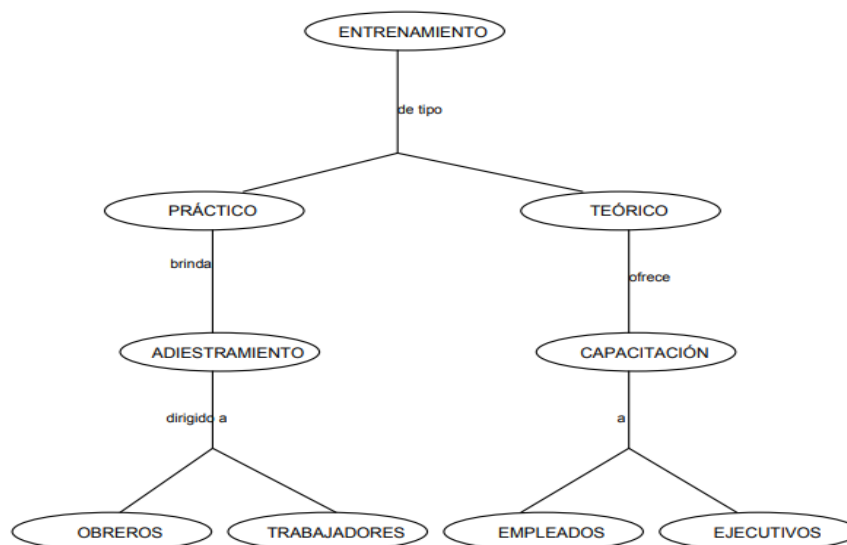 ENTRENAMIENTO
de tipo
PRÁCTICO
TEÓRICO
brinda
ofrece
ADIESTRAMIENTO
CAPACITACIÓN
dirigido a
a
OBREROS
TRABAJADORES
EMPLEADOS
EJECUTIVOS